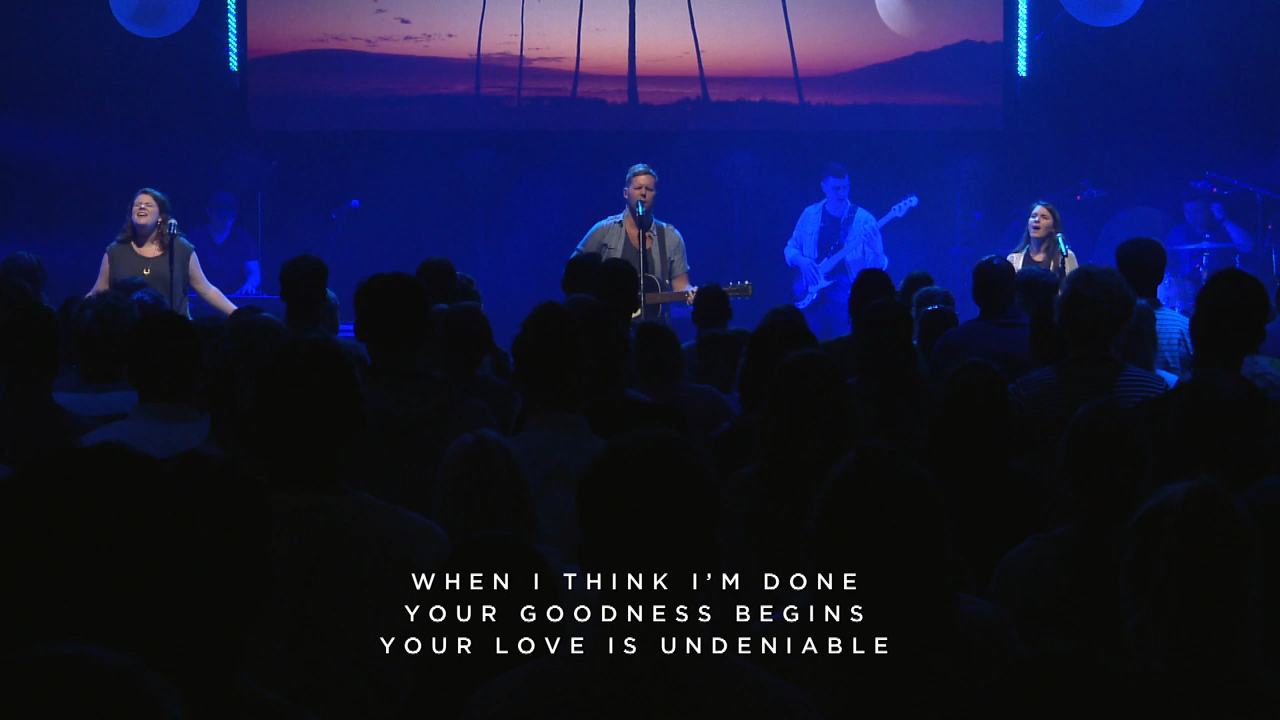 WHEN I THINK I'M DONE
YOUR GOODNESS BEGINS
YOUR LOVE IS UNDENIABLE